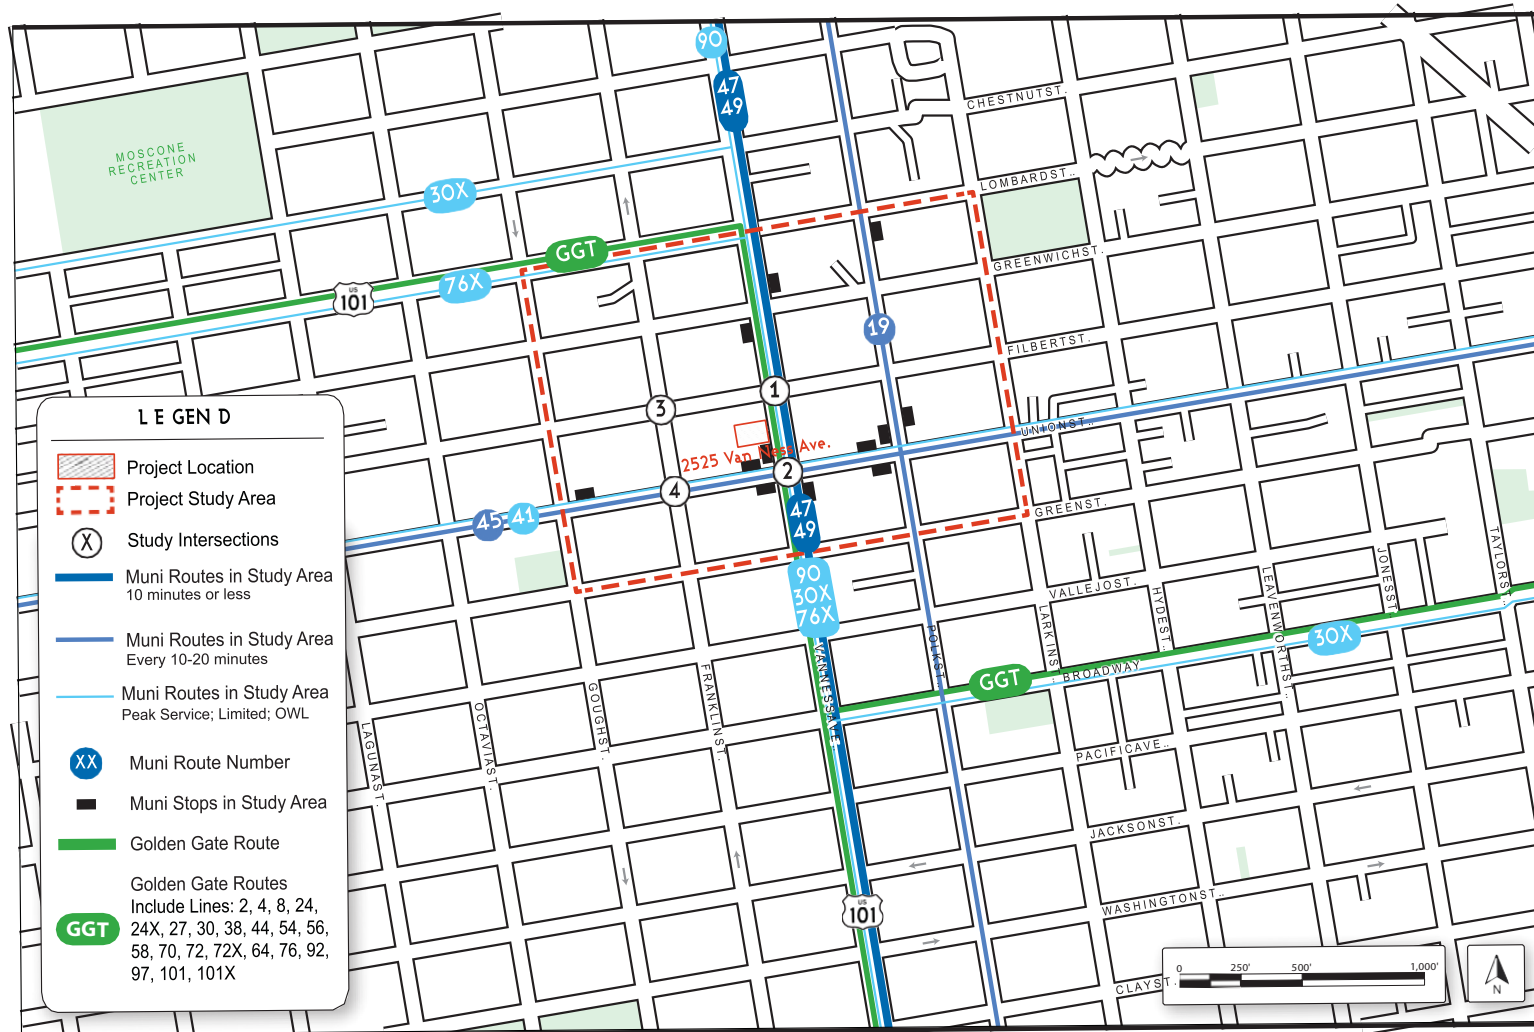 90
47
49
CHESTNUT ST.
MOSCONE
RECREATION
CENTER
30X
LOMBARD ST.
GGT
GREENWICH ST.
76X
US
101
19
FILBERT ST.
1
3
UNION ST.
2525 Van Ness Ave.
2
4
45
41
47
49
GREEN ST.
90
30X
76X
VALLEJO ST.
TAYLOR ST.
JONES ST.
LEAVENWORTH ST.
HYDE ST.
LARKIN ST.
POLK ST.
30X
GGT
BROADWAY
VAN NESS AVE.
FRANKLIN ST.
GOUGH ST.
OCTAVIA ST.
LAGUNA ST.
PACIFIC AVE.
JACKSON ST.
WASHINGTON ST.
US
101
CLAY ST.
LEGEND
Project Location
Project Study Area
X
Study Intersections
Muni Routes in Study Area
10 minutes or less
Muni Routes in Study Area
Every 10-20 minutes
Muni Routes in Study Area
Peak Service; Limited; OWL
XX
Muni Route Number
Muni Stops in Study Area
Golden Gate Route
GGT
Golden Gate Routes
Include Lines: 2, 4, 8, 24,
24X, 27, 30, 38, 44, 54, 56,
58, 70, 72, 72X, 64, 76, 92,
97, 101, 101X
0 250' 500' 1,000'
N